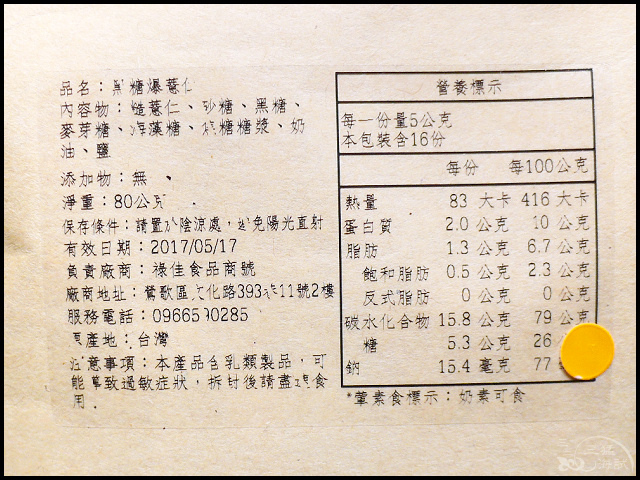 品名：黑糖爆薏仁
內容物：糙薏仁、砂糖、黑糖、
麥芽糖、海藻糖、焦糖糖漿、奶
油、鹽
添加物：無
淨重：80公克
保存條件：請置於陰涼處，避免陽光直射
有效日期：2017/05/17
負責廠商：祿佳食品商號
廠商地址：鶯歌區文化路393巷11號2樓
服務電話：0966590285
原產地：台灣
注意事項：本產品含乳類製品，可
能導致過敏症狀，拆封後請盡速食
用
營養標示
每一份量5公克
本包裝含16份
每份 每100公克
熱量 83 大卡 416 大卡
蛋白質 2.0 公克 10 公克
脂肪 1.3 公克 6.7 公克
飽和脂肪 0.5 公克 2.3 公克
反式脂肪 0 公克 0 公克
碳水化合物 15.8 公克 79 公克
糖 5.3 公克 26
鈉 15.4 毫克 77
*葷素食標示：奶素可食